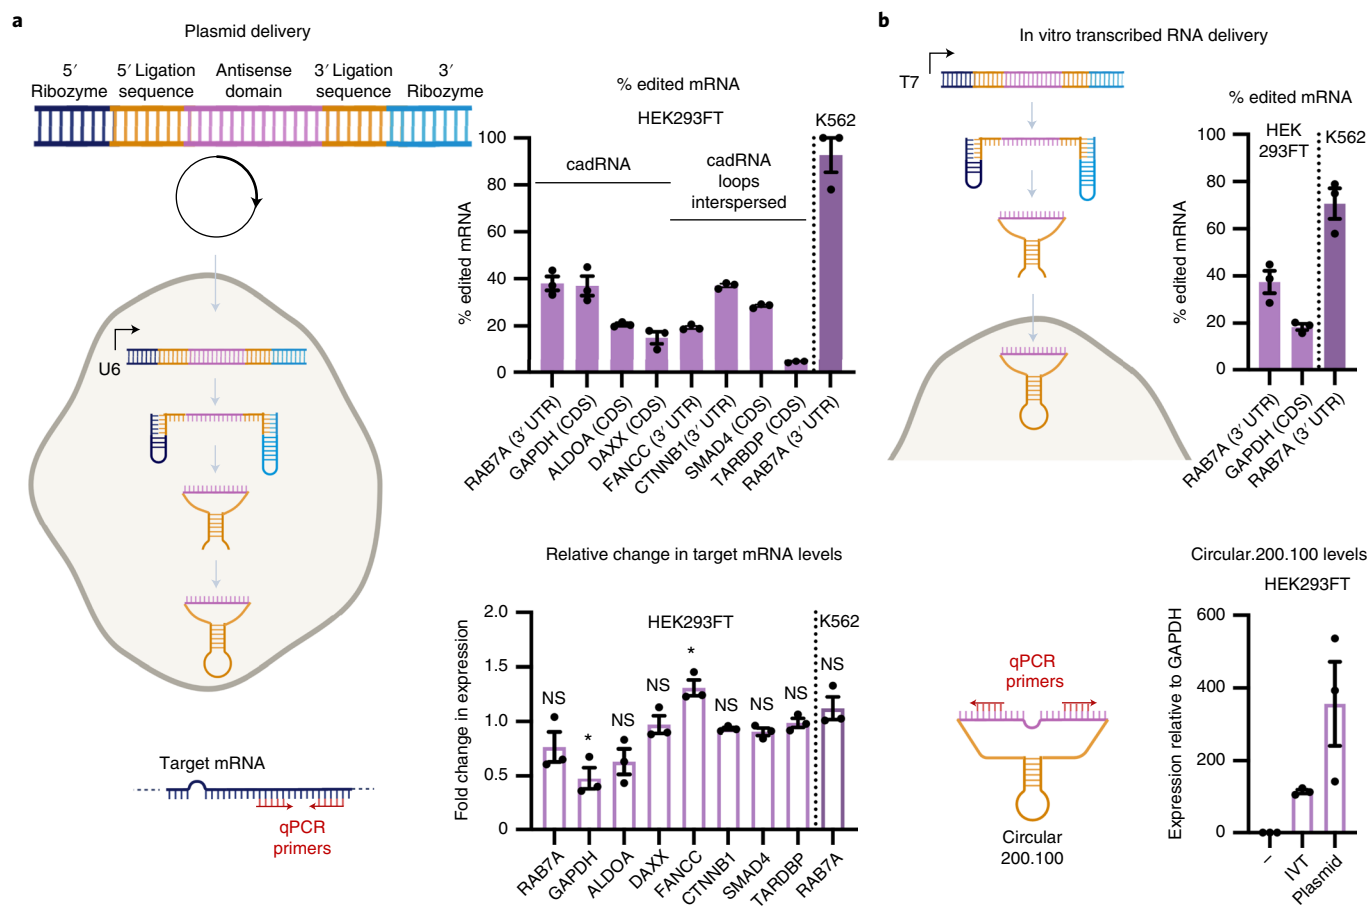 a
Plasmid delivery
5′ Ribozyme
5′ Ligation sequence
Antisense domain
3′ Ligation sequence
3′ Ribozyme
U6
Target mRNA
qPCR primers
% edited mRNA
HEK293FT
K562
cadRNA
cadRNA loops interspersed
% edited mRNA
100
80
60
40
20
0
RAB7A (3′ UTR)
GAPDH (CDS)
ALDOA (CDS)
DAXX (CDS)
FANCC (3′ UTR)
CTNNB1(3′ UTR)
SMAD4 (CDS)
TARBDP (CDS)
RAB7A (3′ UTR)
Relative change in target mRNA levels
HEK293FT
K562
Fold change in expression
2.0
1.5
1.0
0.5
0
NS
*
NS
NS
*
NS
NS
NS
NS
RAB7A
GAPDH
ALDOA
DAXX
FANCC
CTNNB1
SMAD4
TARDBP
RAB7A
b
In vitro transcribed RNA delivery
T7
% edited mRNA
HEK 293FT
K562
% edited mRNA
100
80
60
40
20
0
RAB7A (3′ UTR)
GAPDH (CDS)
RAB7A (3′ UTR)
qPCR primers
Circular 200.100
Circular.200.100 levels
HEK293FT
Expression relative to GAPDH
600
400
200
0
–
IVT
Plasmid